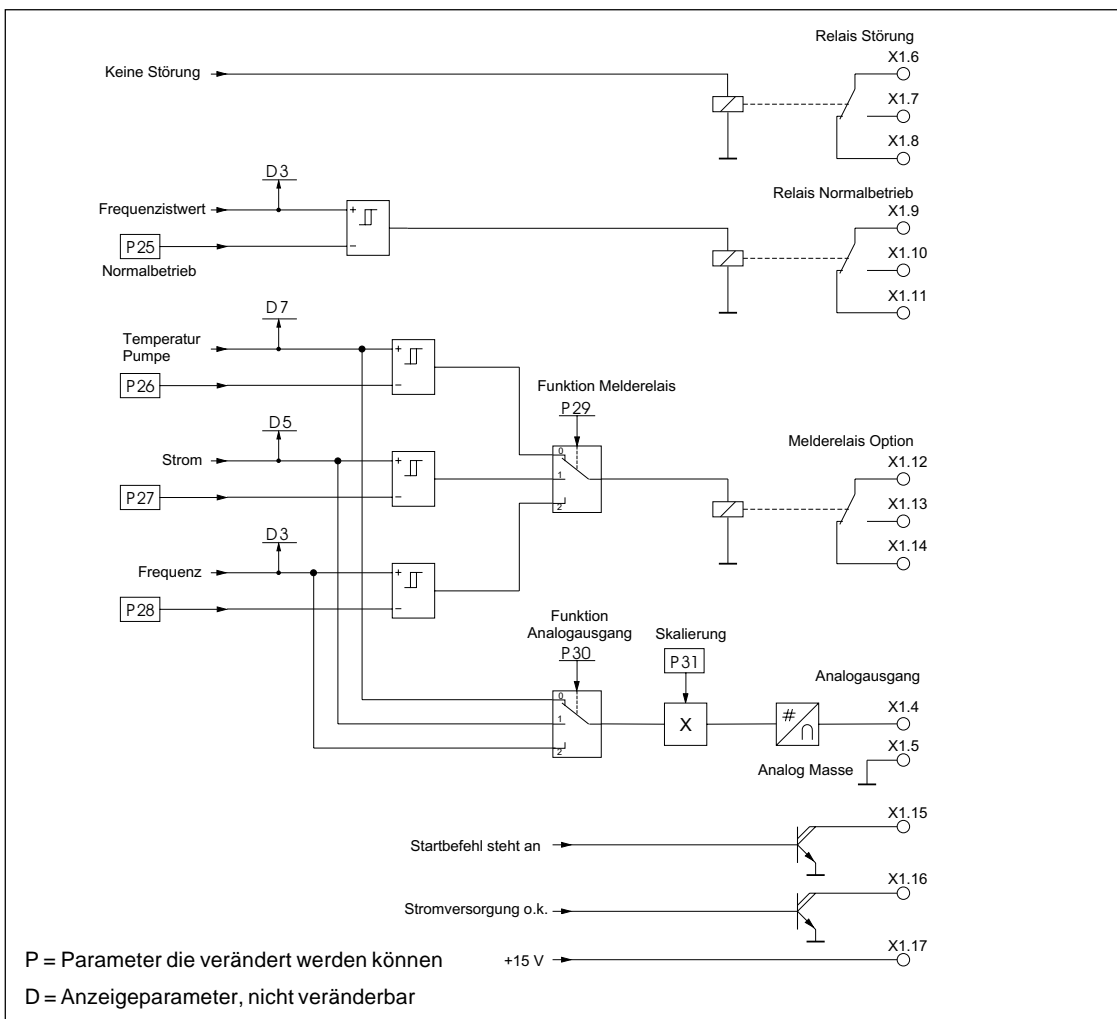 Relais Störung
X1.6
Keine Störung
X1.7
X1.8
D3
Relais Normalbetrieb
X1.9
Frequenzistwert
+
P25
−
Normalbetrieb
X1.10
X1.11
D7
Temperatur
Pumpe
+
P26
−
Funktion Melderelais
P29
D5
Melderelais Option
X1.12
Strom
+
0
1
2
P27
−
X1.13
D3
X1.14
Frequenz
+
P28
−
Funktion
Analogausgang
P30
Skalierung
P31
Analogausgang
0
1
2
X
#
∩
X1.4
X1.5
Analog Masse
X1.15
Startbefehl steht an
X1.16
Stromversorgung o.k.
X1.17
P = Parameter die verändert werden können
+15 V
D = Anzeigeparameter, nicht veränderbar